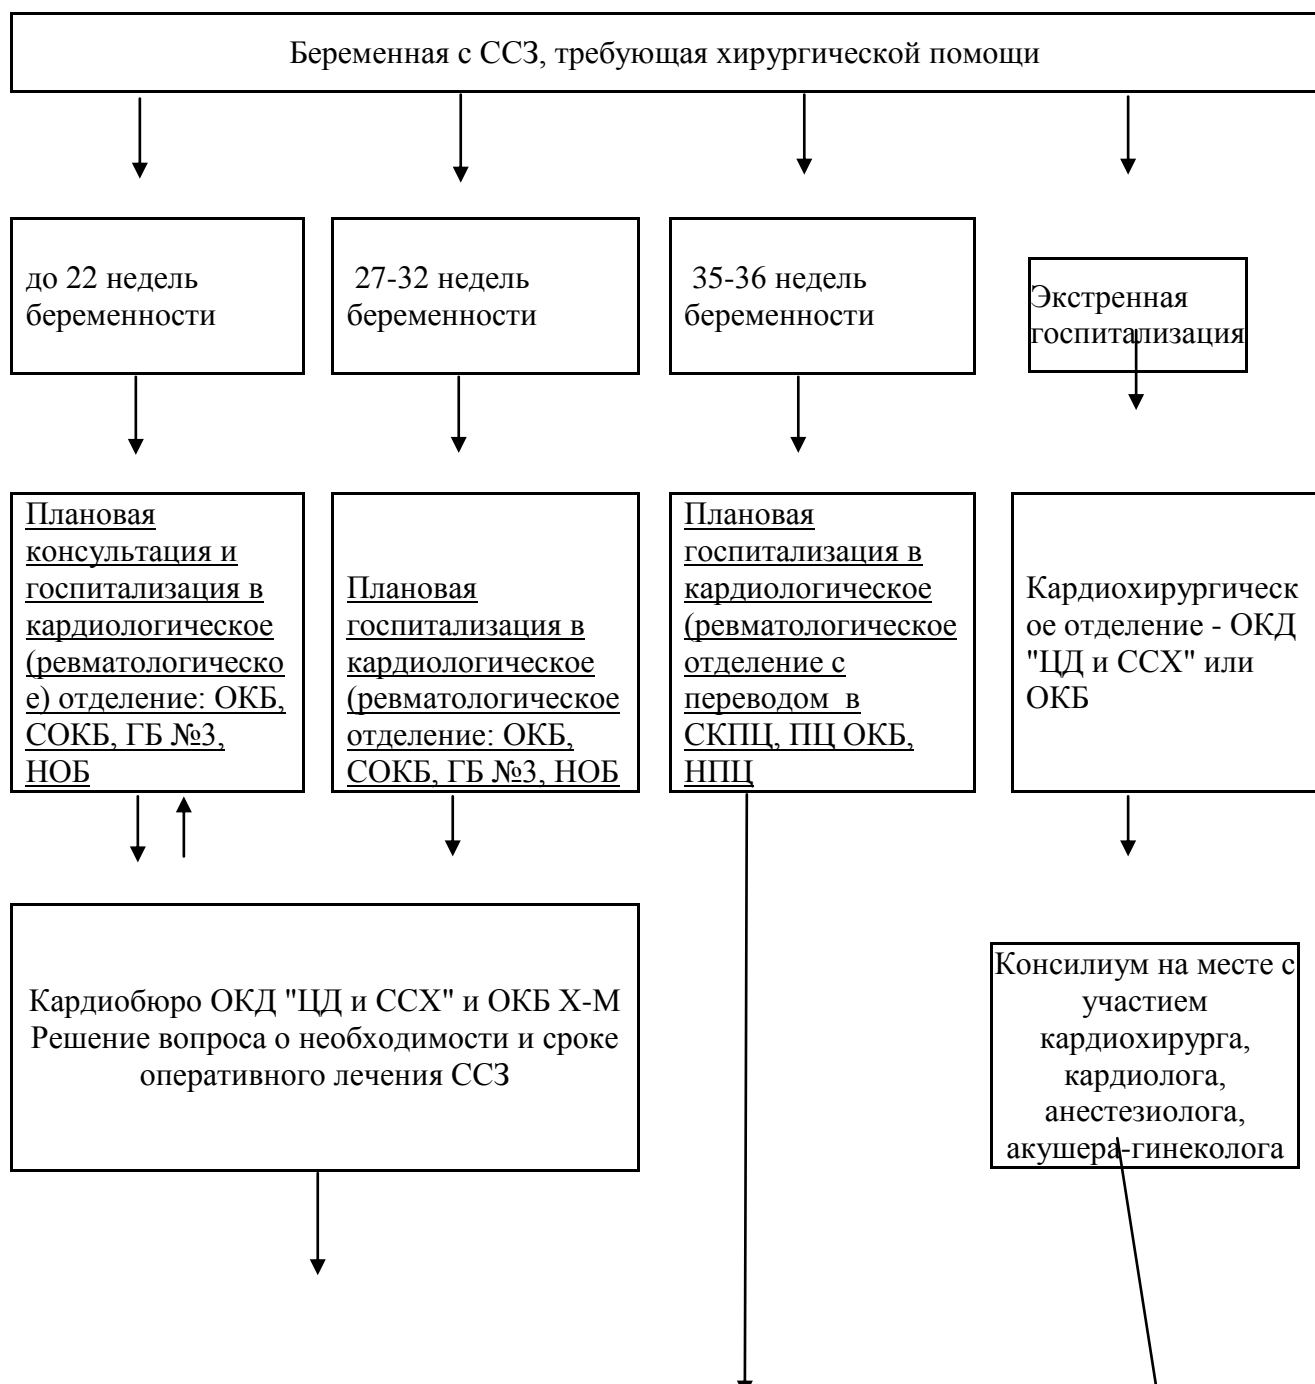 Беременная с ССЗ, требующая хирургической помощи
до 22 недель
беременности
27-32 недель
беременности
35-36 недель
беременности
Экстренная
госпитализация
Плановая
консультация и
госпитализация в
кардиологическое
(ревматологическо
е) отделение: ОКБ,
СОКБ, ГБ №3,
НОБ
Плановая
госпитализация в
кардиологическое
(ревматологическое
отделение: ОКБ,
СОКБ, ГБ №3, НОБ
Плановая
госпитализация в
кардиологическое
(ревматологическое
отделение с
переводом в
СКПЦ, ПЦ ОКБ,
НПЦ
Кардиохирургическ
ое отделение - ОКД
"ЦД и ССХ" или
ОКБ
Кардиобюро ОКД "ЦД и ССХ" и ОКБ Х-М
Решение вопроса о необходимости и сроке
оперативного лечения ССЗ
Консилиум на месте с
участием
кардиохирурга,
кардиолога,
анестезиолога,
акушера-гинеколога